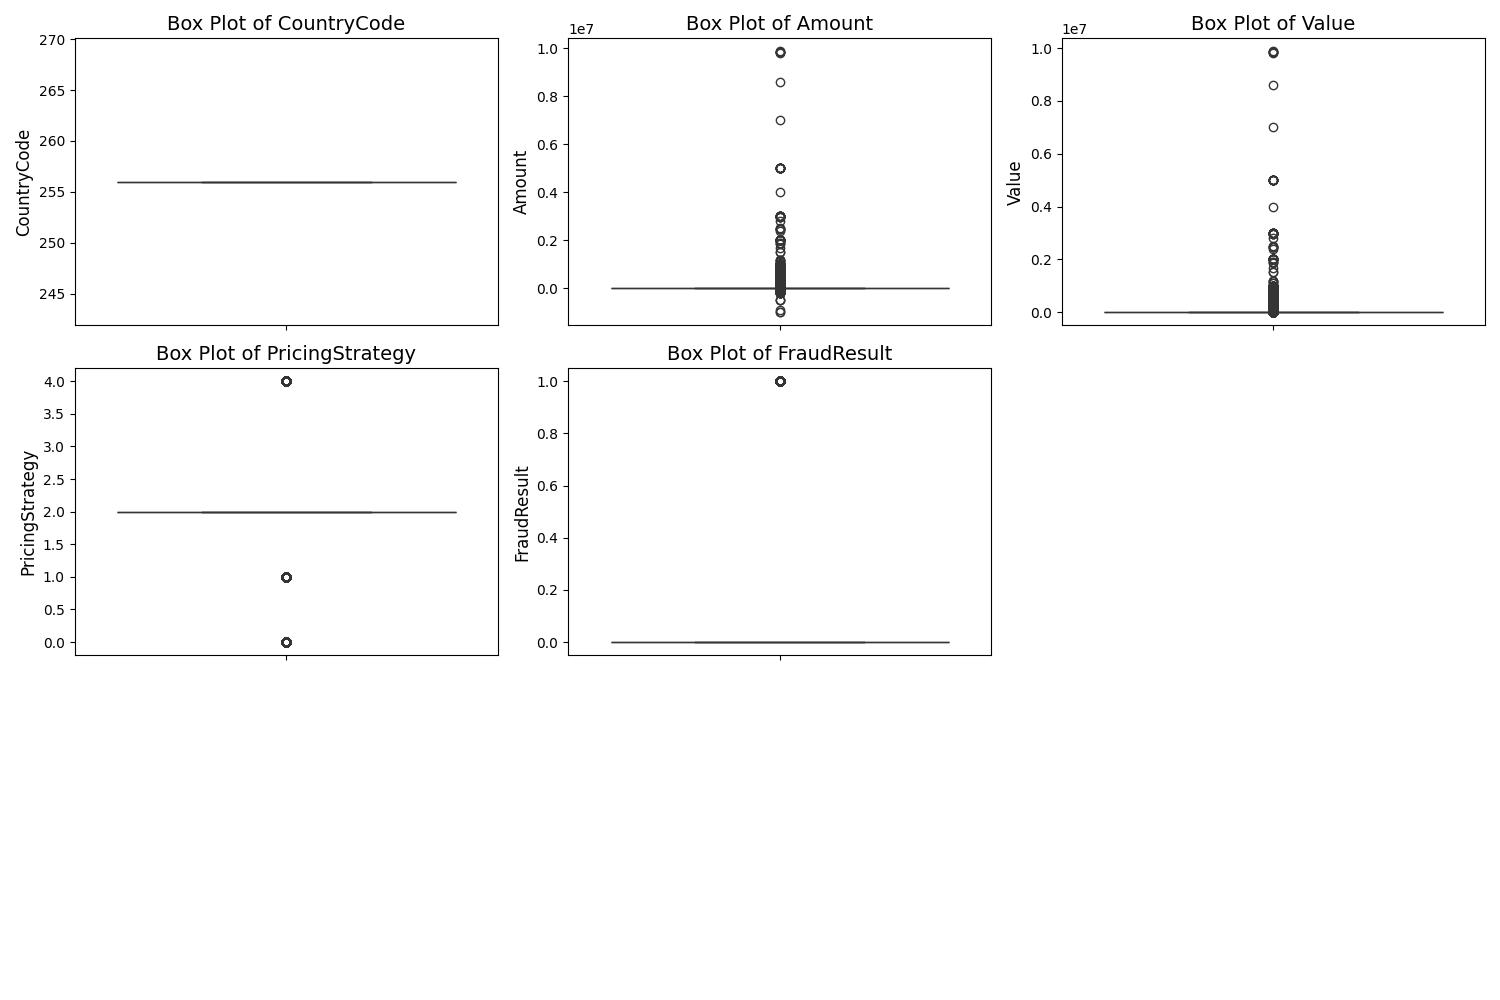 Box Plot of CountryCode
270
265
260
255
250
245
CountryCode
Box Plot of Amount
1e7
1.0
0.8
0.6
0.4
0.2
0.0
Amount
Box Plot of Value
1e7
1.0
0.8
0.6
0.4
0.2
0.0
Value
Box Plot of PricingStrategy
4.0
3.5
3.0
2.5
2.0
1.5
1.0
0.5
0.0
PricingStrategy
Box Plot of FraudResult
1.0
0.8
0.6
0.4
0.2
0.0
FraudResult